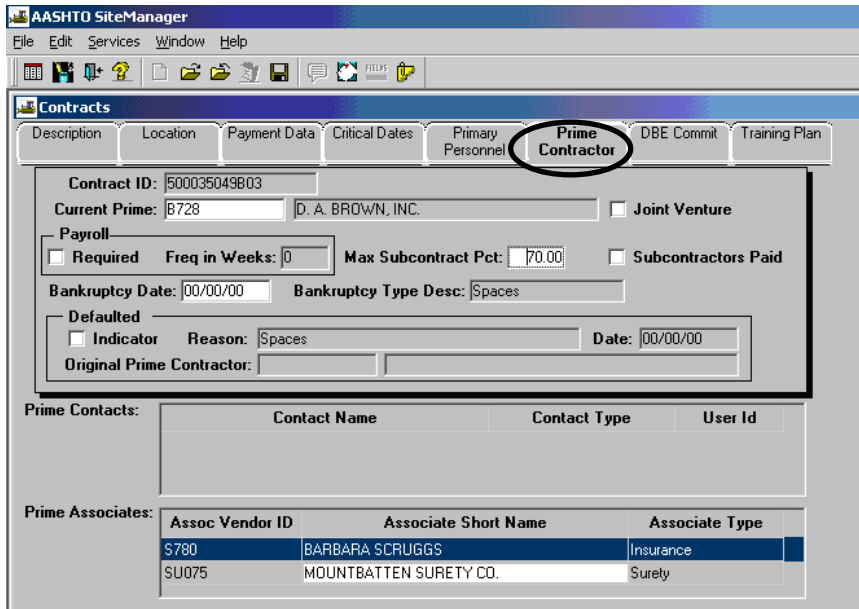 AASHTO SiteManager
File Edit Services Window Help
FIELDS
Contracts
Description Location Payment Data Critical Dates Primary Personnel Prime Contractor DBE Commit Training Plan
Contract ID: 500035049B03
Current Prime: B728 D. A. BROWN, INC. Joint Venture
Payroll
Required Freq in Weeks: 0 Max Subcontract Pct: 70.00 Subcontractors Paid
Bankruptcy Date: 00/00/00 Bankruptcy Type Desc: Spaces
Defaulted
Indicator Reason: Spaces Date: 00/00/00
Original Prime Contractor:
Prime Contacts:
Contact Name Contact Type User Id
Prime Associates:
Assoc Vendor ID Associate Short Name Associate Type
S780 BARBARA SCRUGGS Insurance
SU075 MOUNTBATTEN SURETY CO. Surety